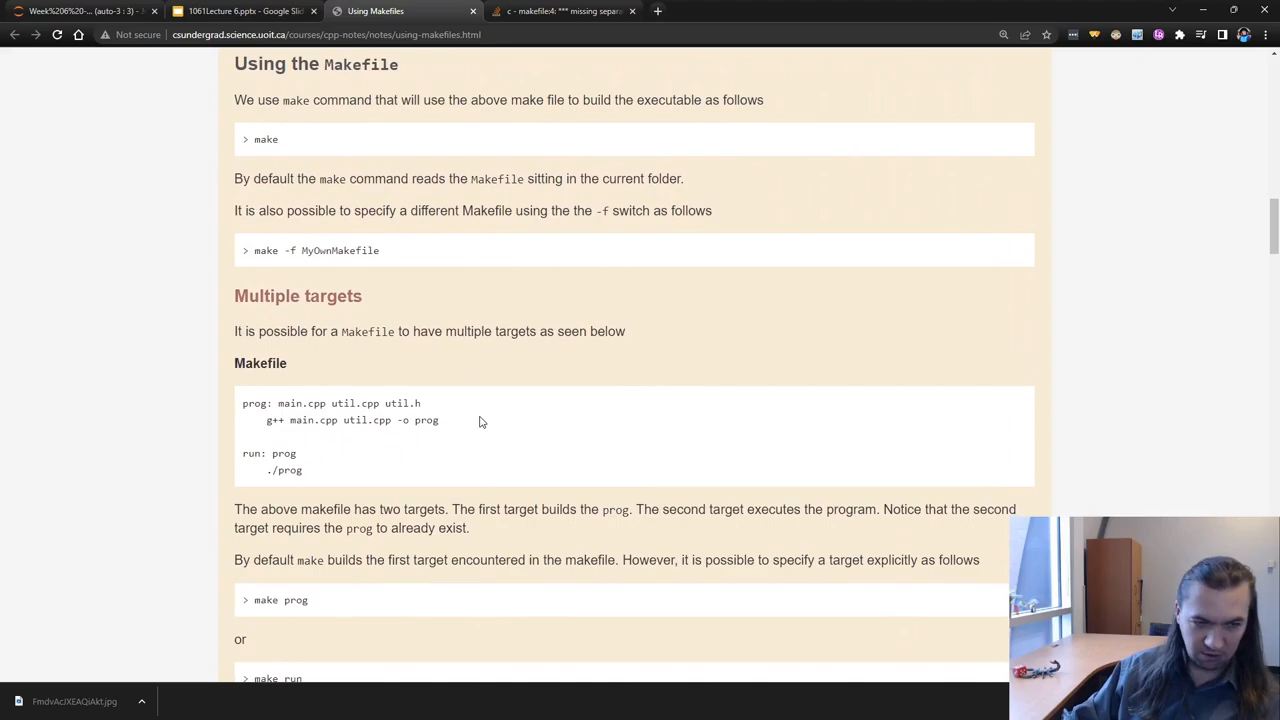 Week%206%20-... (auto-3 : 3) - J
1061Lecture 6.pptx - Google Slid
Using Makefiles
c - makefile:4: *** missing separa
Not secure
csundergrad.science.uoit.ca/courses/cpp-notes/notes/using-makefiles.html
Using the Makefile
We use make command that will use the above make file to build the executable as follows
> make
By default the make command reads the Makefile sitting in the current folder.
It is also possible to specify a different Makefile using the the -f switch as follows
> make -f MyOwnMakefile
Multiple targets
It is possible for a Makefile to have multiple targets as seen below
Makefile
prog: main.cpp util.cpp util.h
g++ main.cpp util.cpp -o prog
run: prog
./prog
The above makefile has two targets. The first target builds the prog. The second target executes the program. Notice that the second
target requires the prog to already exist.
By default make builds the first target encountered in the makefile. However, it is possible to specify a target explicitly as follows
> make prog
or
> make run
FmdvAcJXEAQiAkt.jpg